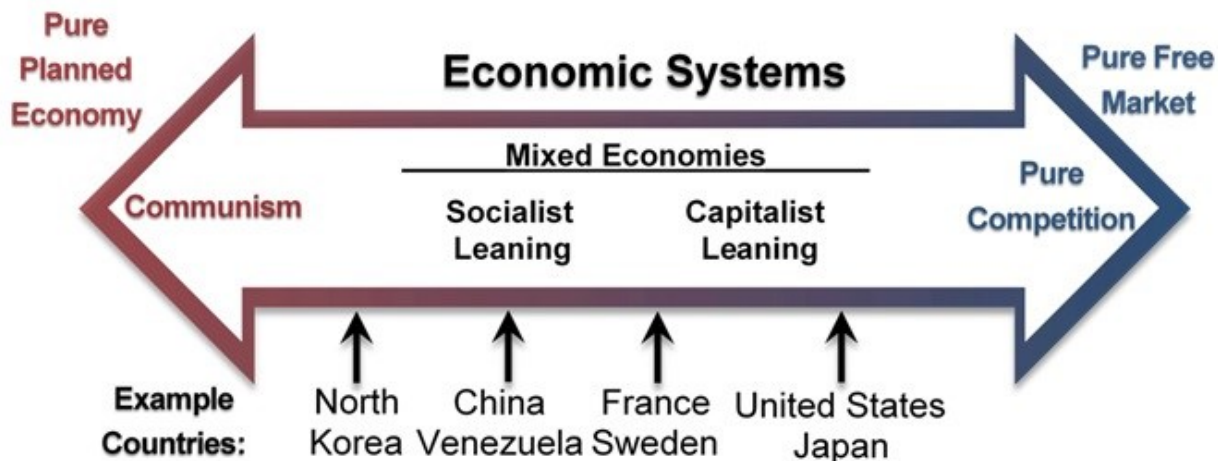 Pure
Planned
Economy
Economic Systems
Pure Free
Market
Mixed Economies
Communism
Socialist
Leaning
Capitalist
Leaning
Pure
Competition
Example
Countries:
North
Korea
China
Venezuela
France
Sweden
United States
Japan